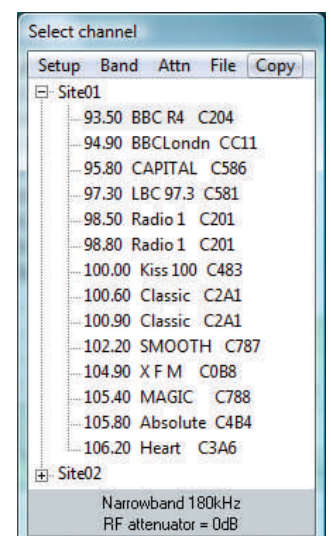 Select channel
Setup Band Attn File Copy
Site01
93.50 BBC R4 C204
94.90 BBCLondn CC11
95.80 CAPITAL C586
97.30 LBC 97.3 C581
98.50 Radio 1 C201
98.80 Radio 1 C201
100.00 Kiss 100 C483
100.60 Classic C2A1
100.90 Classic C2A1
102.20 SMOOTH C787
104.90 X F M C0B8
105.40 MAGIC C788
105.80 Absolute C4B4
106.20 Heart C3A6
Site02
Narrowband 180kHz
RF attenuator = 0dB